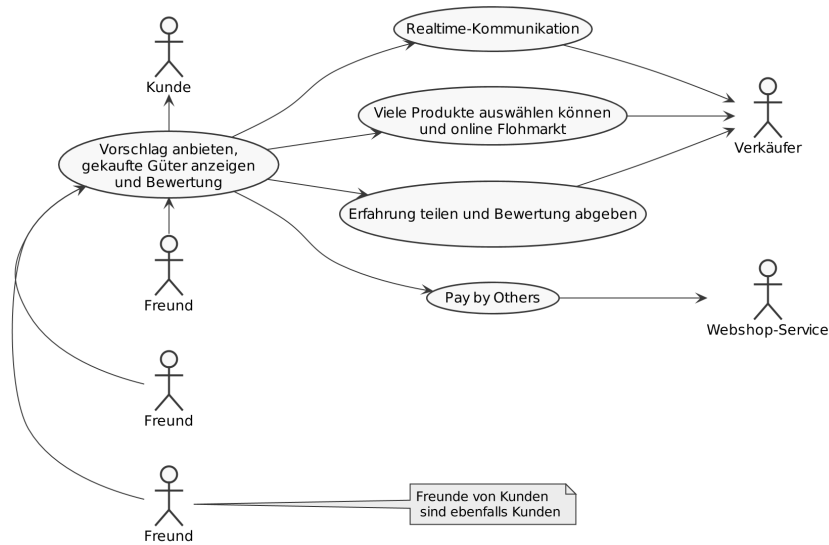 Realtime-Kommunikation
Kunde
Viele Produkte auswählen können
und online Flohmarkt
Verkäufer
Vorschlag anbieten,
gekaufte Güter anzeigen
und Bewertung
Erfahrung teilen und Bewertung abgeben
Freund
Pay by Others
Webshop-Service
Freund
Freunde von Kunden
sind ebenfalls Kunden
Freund